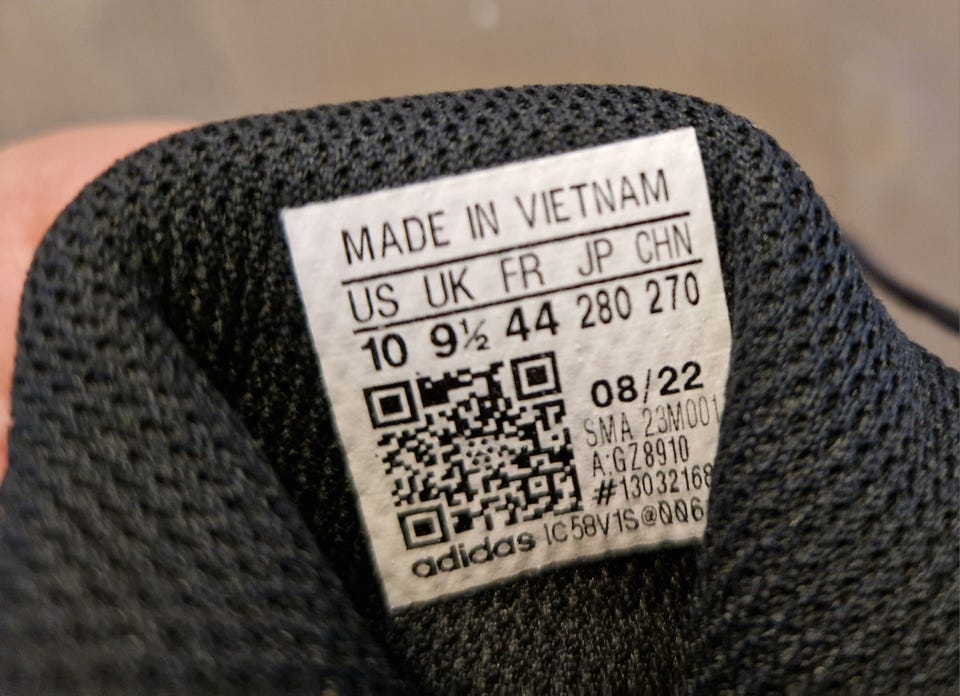 MADE IN VIETNAM
US UK FR JP CHN
10 9½ 44 280 270
08/22
SMA 23M001
A:GZ8910
#13032168
adidas IC58V1S@QQ6